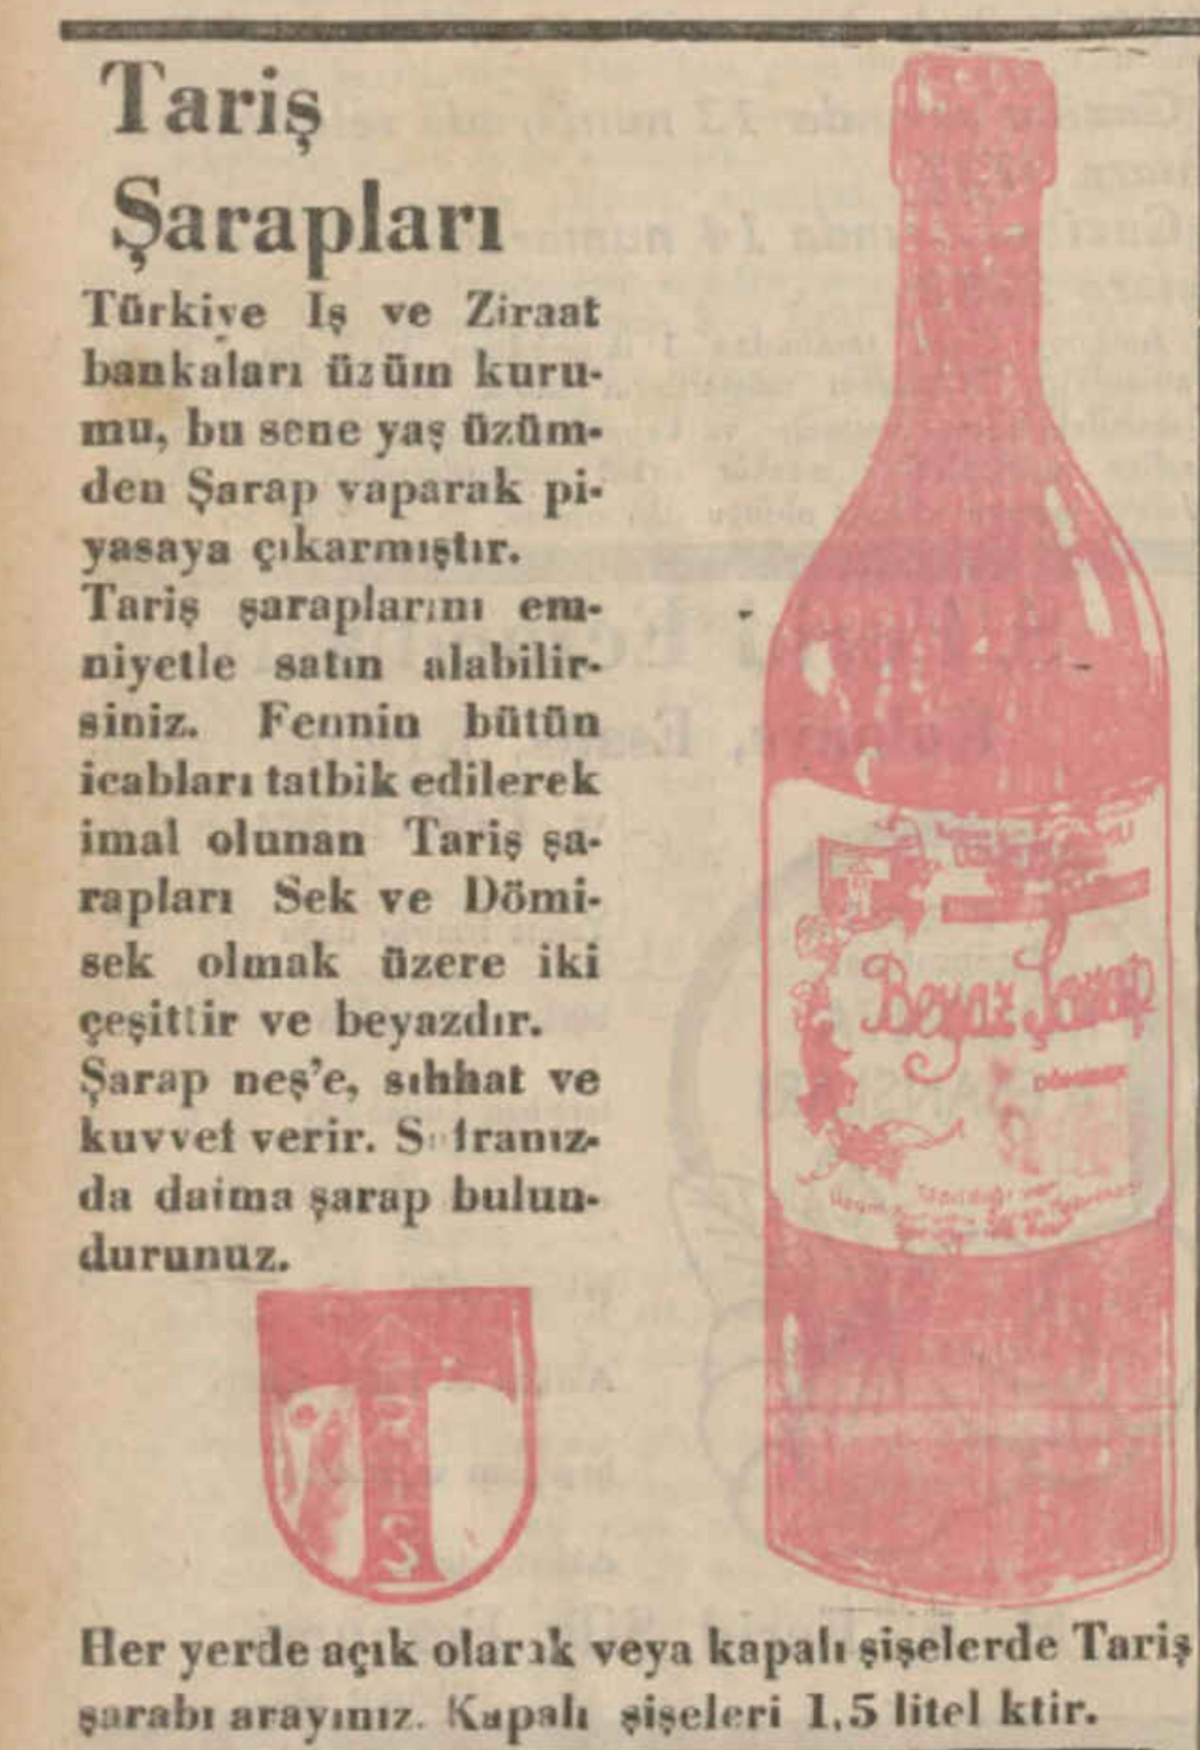 Tariş
Şarapları
Türkiye Iş ve Ziraat
bankaları üzüm kuru-
mu, bu sene yaş üzüm-
den Şarap yaparak pi-
yasaya çıkarmıştır.
Tariş şaraplarını em-
niyetle satın alabilir-
siniz. Fennin bütün
icabları tatbik edilerek
imal olunan Tariş şa-
rapları Sek ve Dömi-
sek olmak üzere iki
çeşittir ve beyazdır.
Şarap neş'e, sıhhat ve
kuvvet verir. S franız-
da daima şarap bulun-
durunuz.
Beyaz Şarap
DÖMİSEK
TARİŞ
Her yerde açık olarak veya kapalı şişelerde Tariş
şarabı arayınız. Kapalı şişeleri 1,5 litel ktir.